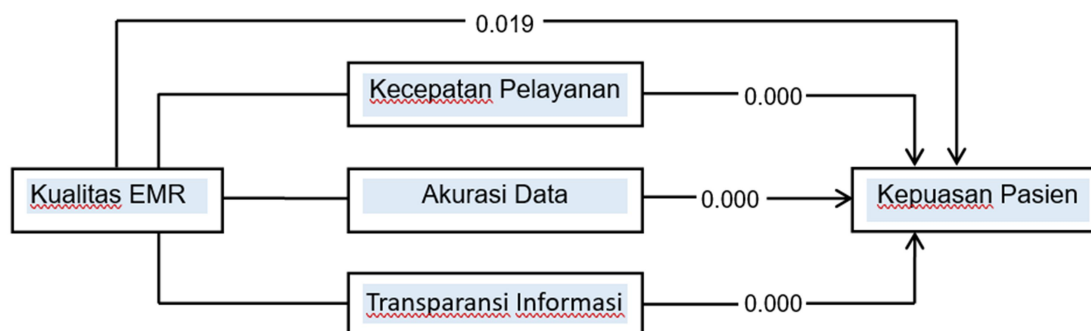 0.019
Kecepatan Pelayanan
0.000
Kualitas EMR
Akurasi Data
0.000
Kepuasan Pasien
Transparansi Informasi
0.000